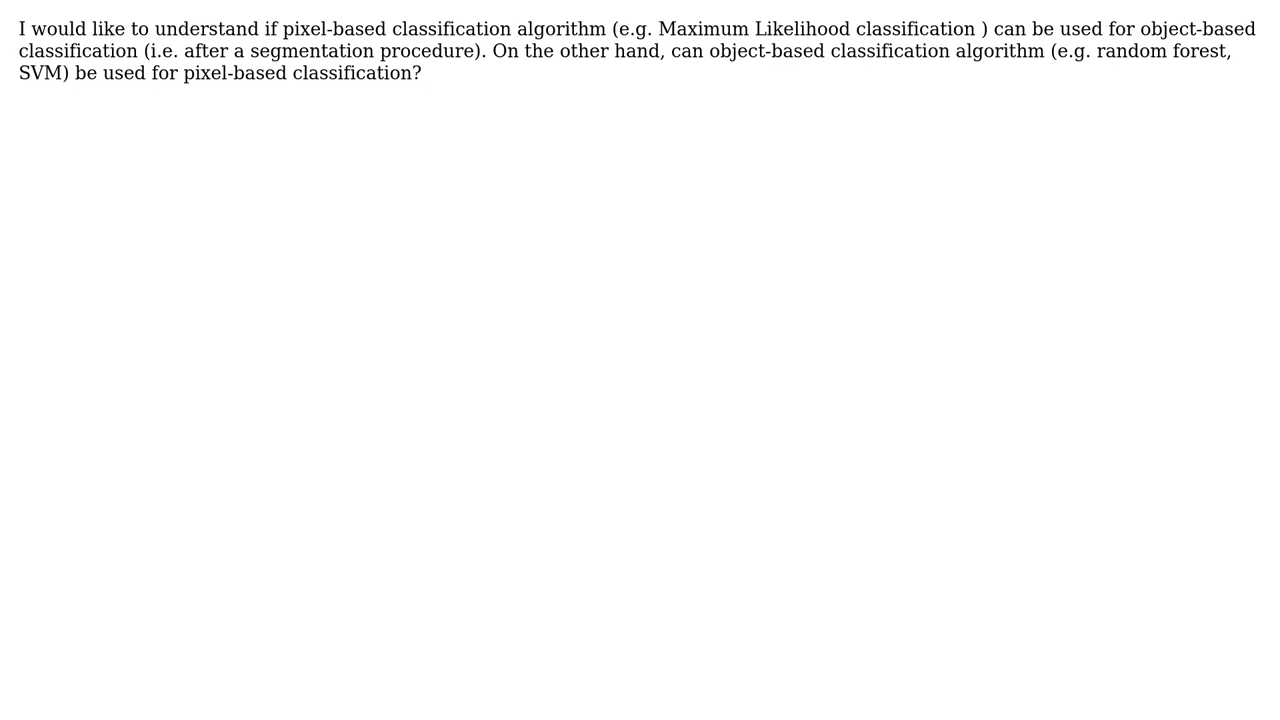 I would like to understand if pixel-based classification algorithm (e.g. Maximum Likelihood classification ) can be used for object-based
classification (i.e. after a segmentation procedure). On the other hand, can object-based classification algorithm (e.g. random forest,
SVM) be used for pixel-based classification?